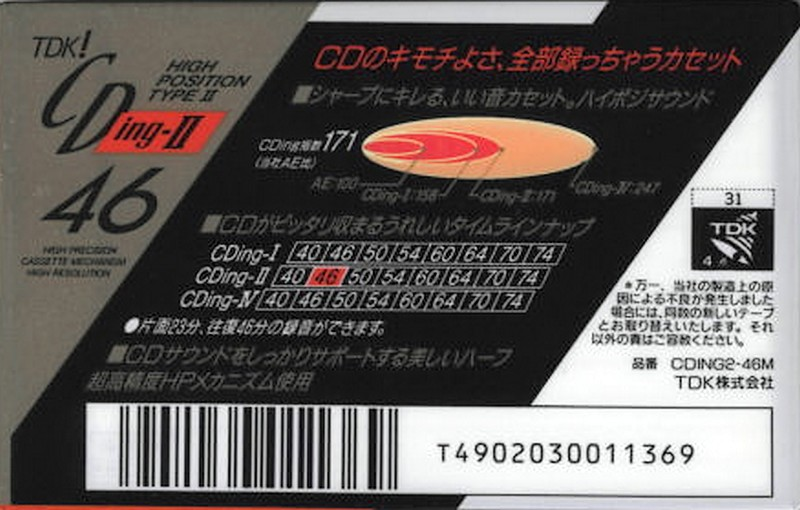 TDK!
CDing-II
HIGH
POSITION
TYPE II
46
HIGH PRECISION
CASSETTE MECHANISM
HIGH RESOLUTION
CDのキモチよさ、全部録っちゃうカセット
■シャープにキレる、いい音カセット。ハイポジサウンド
CDing指数171
(当社AE比)
AE:100
CDing-I:158
CDing-II:171
CDing-IV:247
■CDがピッタリ収まるうれしいタイムラインナップ
CDing-I 40 46 50 54 60 64 70 74
CDing-II 40 46 50 54 60 64 70 74
CDing-IV 40 46 50 54 60 64 70 74
●片面23分、往復46分の録音ができます。
■CDサウンドをしっかりサポートする美しいハーフ
超高精度HPメカニズム使用
31
TDK
4
*万一、当社の製造上の原
因による不良が発生しました
場合には、同数の新しいテープ
とお取り替えいたします。それ
以外の責はご容赦ください。
品番 CDING2-46M
TDK株式会社
T4902030011369